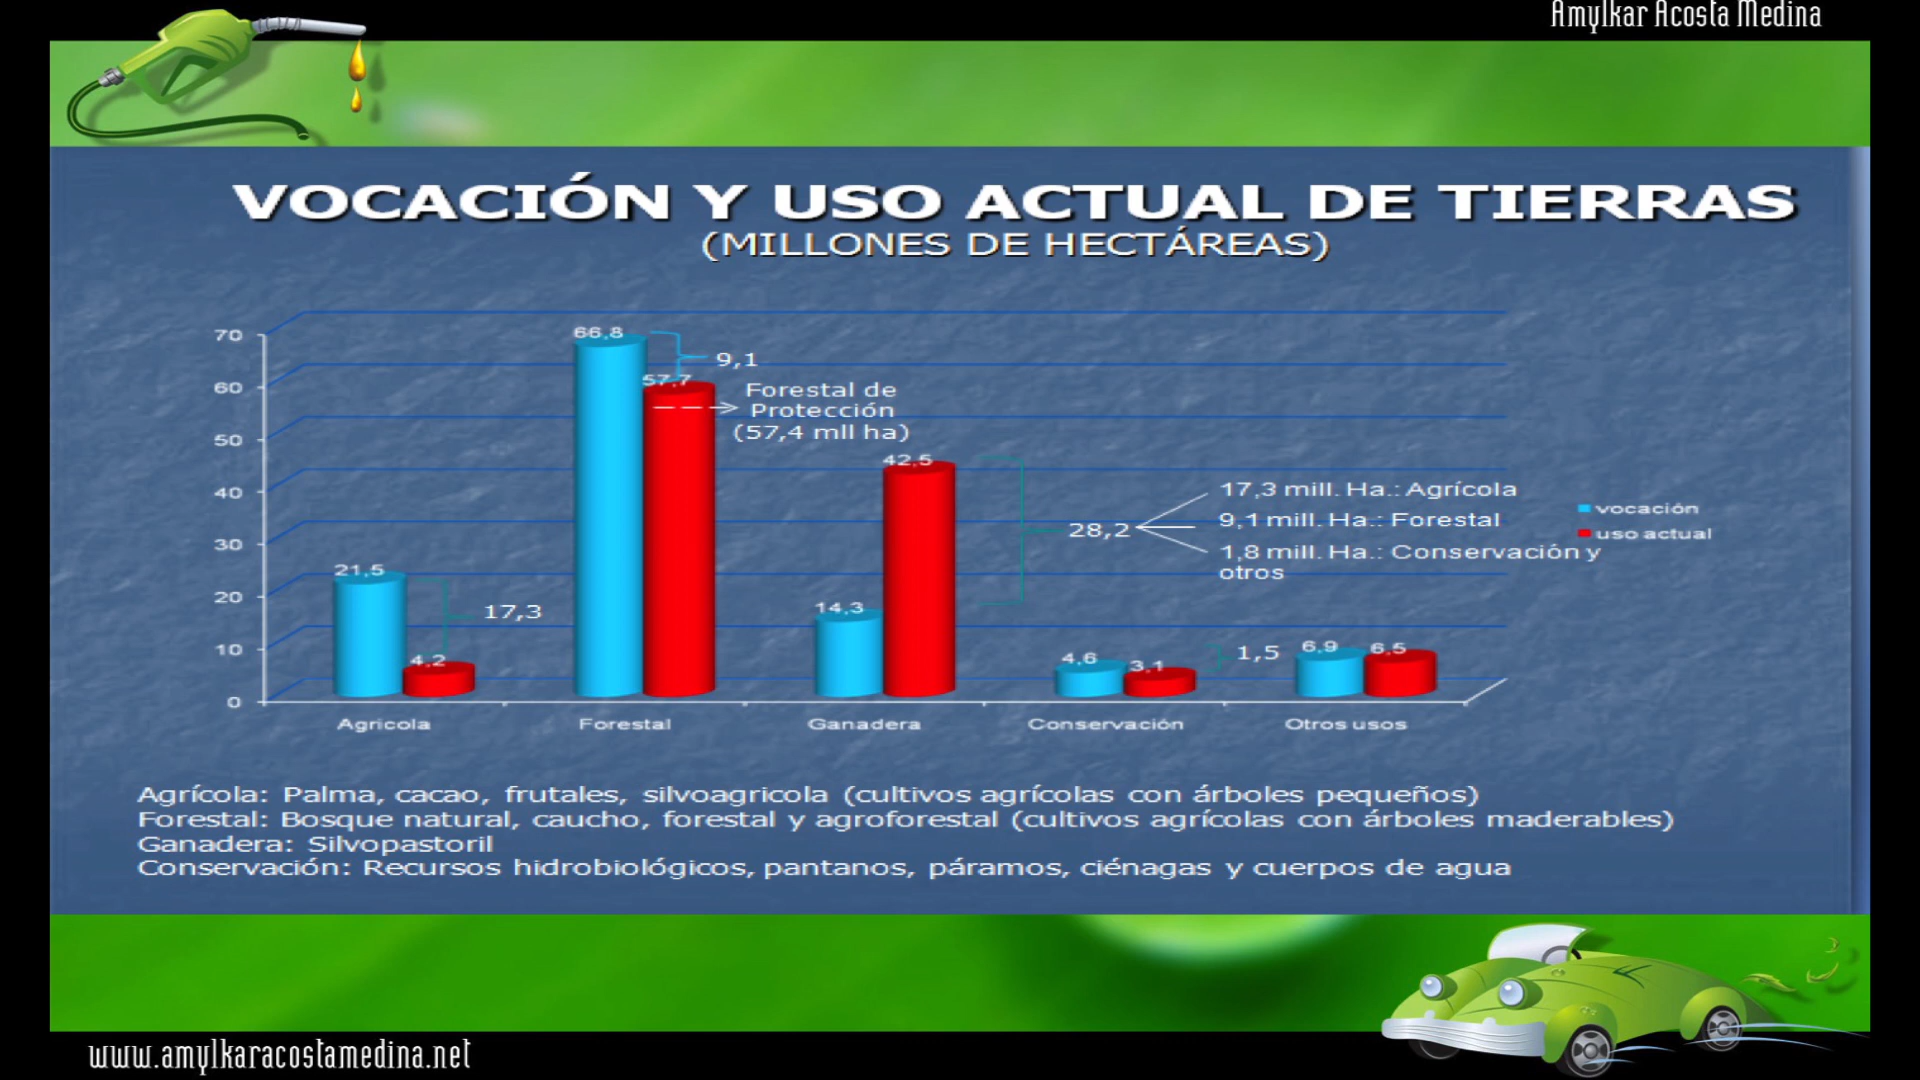 Amylkar Acosta Medina
VOCACIÓN Y USO ACTUAL DE TIERRAS
(MILLONES DE HECTÁREAS)
70
60
50
40
30
20
10
0
21,5
4,2
17,3
66,8
57,7
9,1
Forestal de
Protección
(57,4 mll ha)
14,3
42,5
28,2
17,3 mill. Ha.: Agrícola
9,1 mill. Ha.: Forestal
1,8 mill. Ha.: Conservación y
otros
4,6
3,1
1,5
6,9
6,5
vocación
uso actual
Agricola
Forestal
Ganadera
Conservación
Otros usos
Agrícola: Palma, cacao, frutales, silvoagricola (cultivos agrícolas con árboles pequeños)
Forestal: Bosque natural, caucho, forestal y agroforestal (cultivos agrícolas con árboles maderables)
Ganadera: Silvopastoril
Conservación: Recursos hidrobiológicos, pantanos, páramos, ciénagas y cuerpos de agua
www.amylkaracostamedina.net